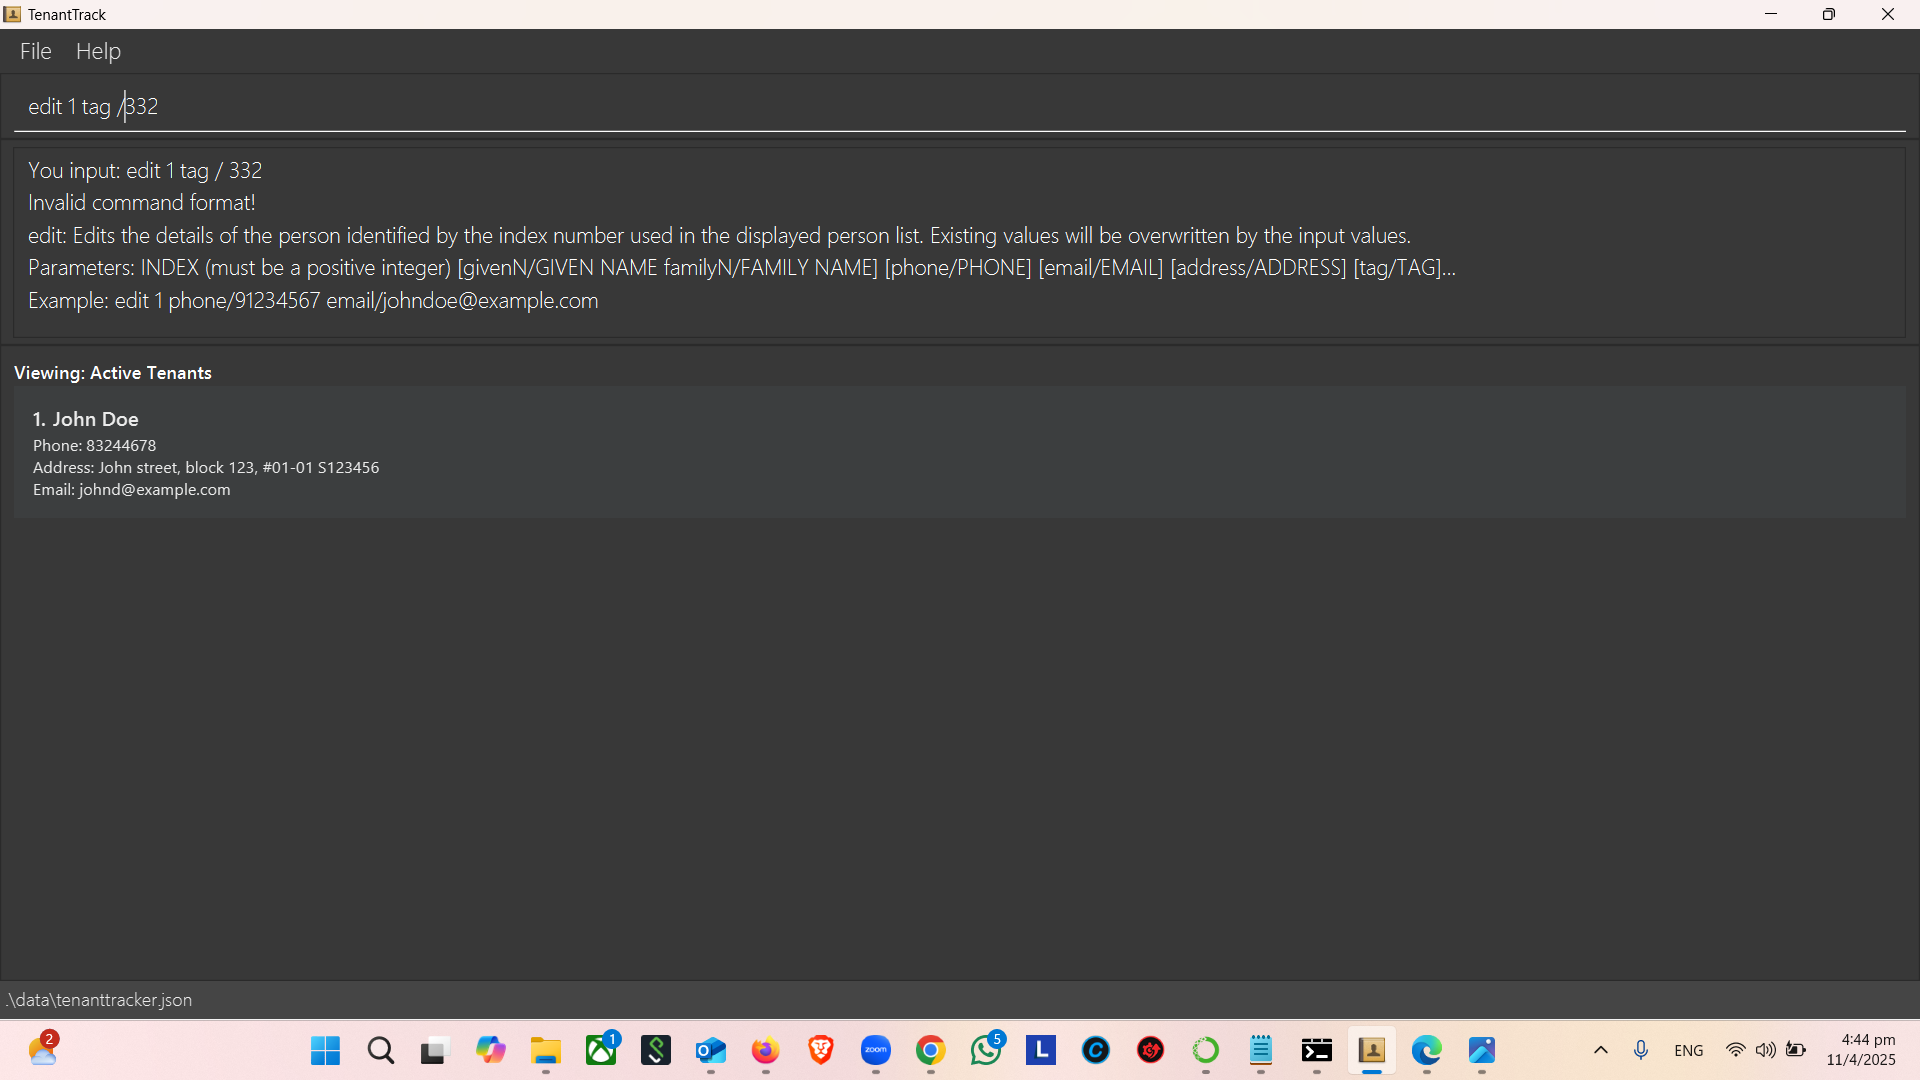 TenantTrack
File Help
edit 1 tag /332
You input: edit 1 tag / 332
Invalid command format!
edit: Edits the details of the person identified by the index number used in the displayed person list. Existing values will be overwritten by the input values.
Parameters: INDEX (must be a positive integer) [givenN/GIVEN NAME familyN/FAMILY NAME] [phone/PHONE] [email/EMAIL] [address/ADDRESS] [tag/TAG]...
Example: edit 1 phone/91234567 email/johndoe@example.com
Viewing: Active Tenants
1. John Doe
Phone: 83244678
Address: John street, block 123, #01-01 S123456
Email: johnd@example.com
.\data\tenanttracker.json
2
1
zoom
5
L
ENG
4:44 pm
11/4/2025